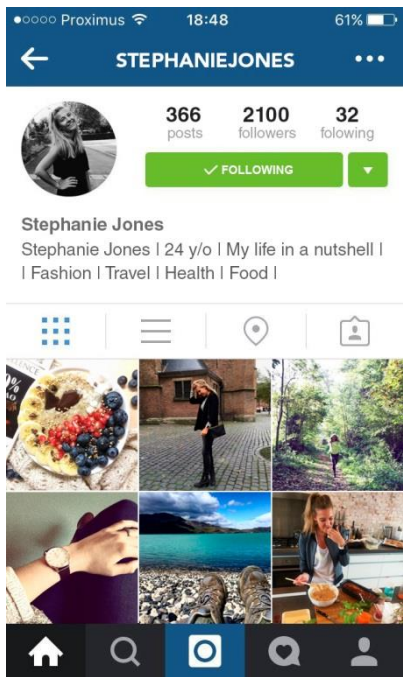 Proximus 18:48 61%
STEPHANIEJONES
366 2100 32
posts followers folowing
FOLLOWING
Stephanie Jones
Stephanie Jones | 24 y/o | My life in a nutshell |
| Fashion | Travel | Health | Food |